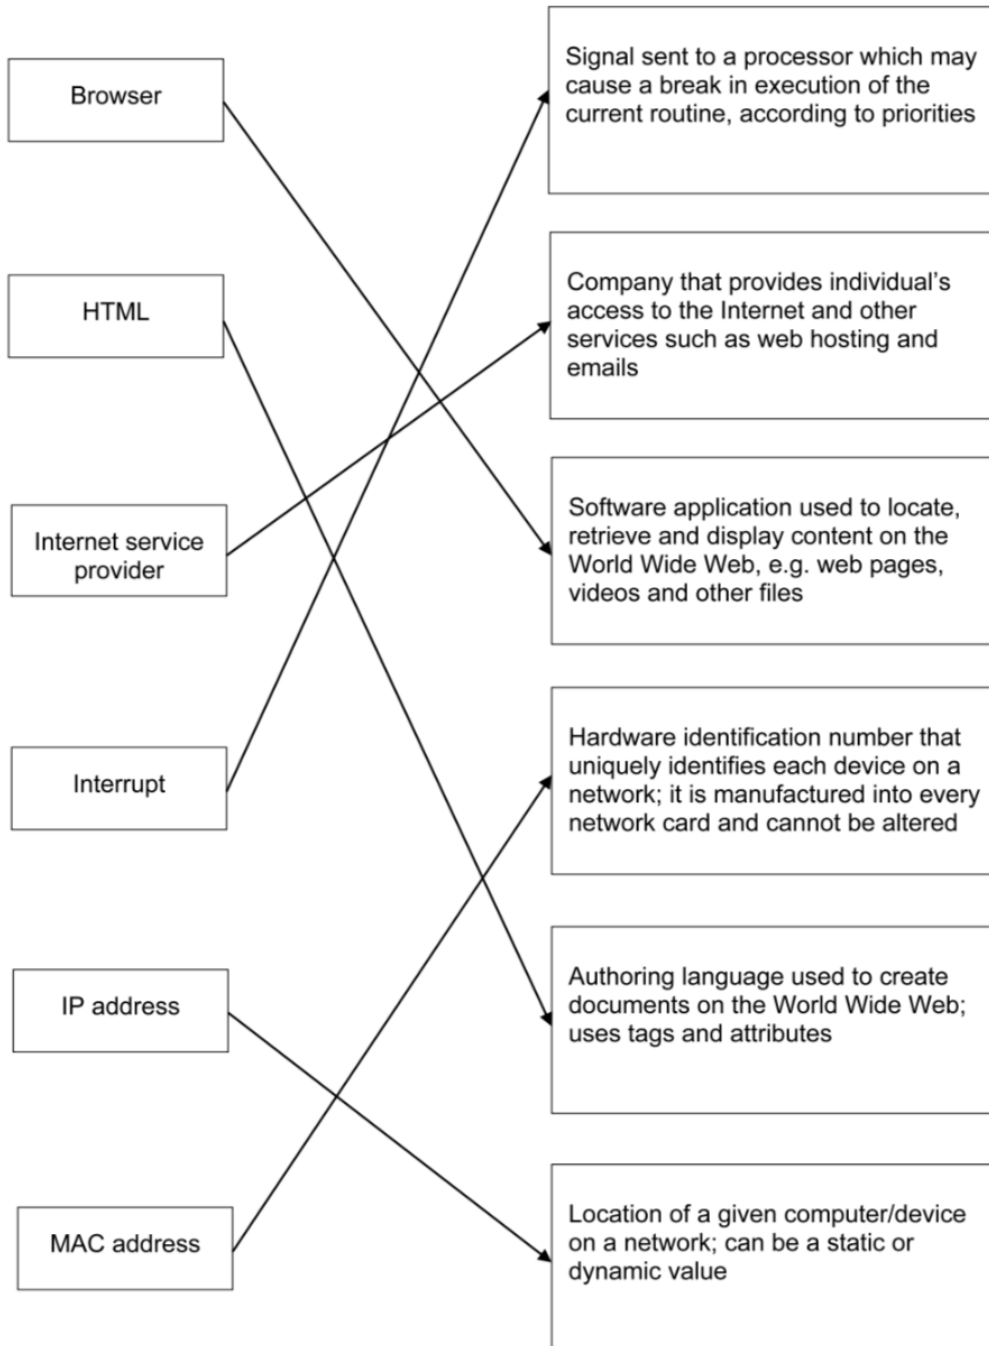 Browser
HTML
Internet service
provider
Interrupt
IP address
MAC address
Signal sent to a processor which may
cause a break in execution of the
current routine, according to priorities
Company that provides individual’s
access to the Internet and other
services such as web hosting and
emails
Software application used to locate,
retrieve and display content on the
World Wide Web, e.g. web pages,
videos and other files
Hardware identification number that
uniquely identifies each device on a
network; it is manufactured into every
network card and cannot be altered
Authoring language used to create
documents on the World Wide Web;
uses tags and attributes
Location of a given computer/device
on a network; can be a static or
dynamic value